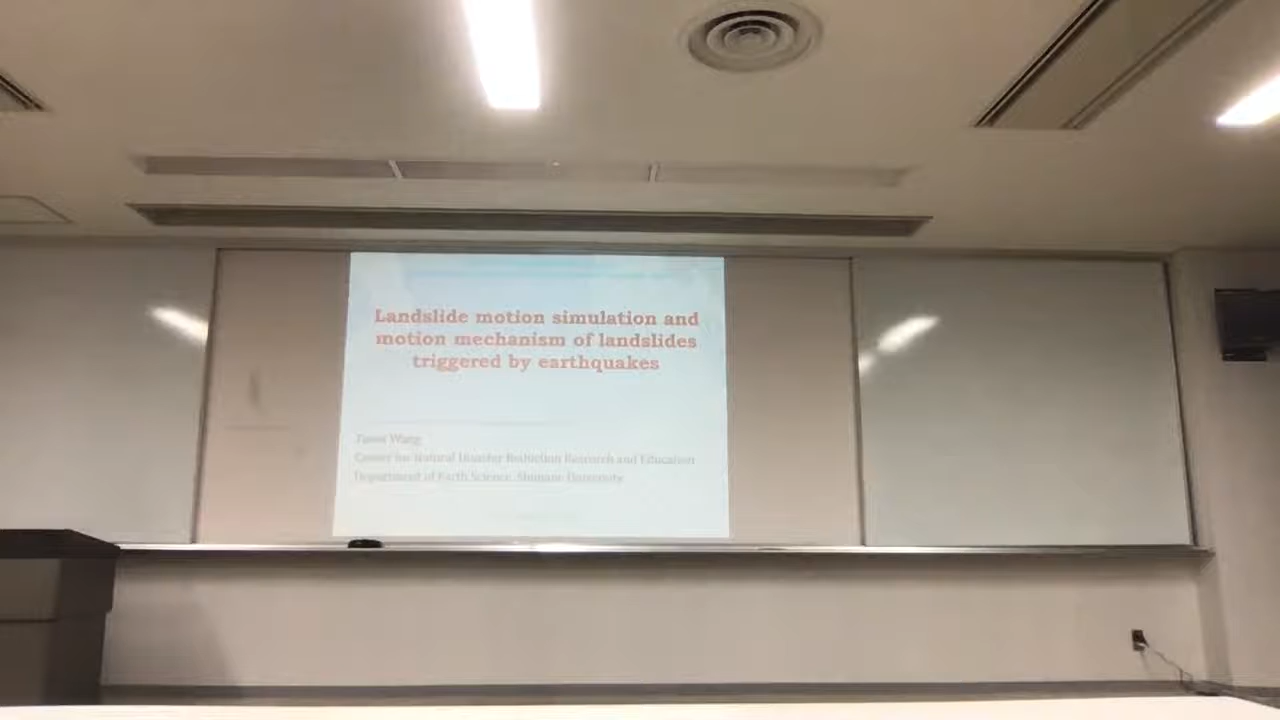 Landslide motion simulation and
motion mechanism of landslides
triggered by earthquakes
Wang
Center for Natural Disaster Reduction Research and Education
Department of Earth Science, Shimane University